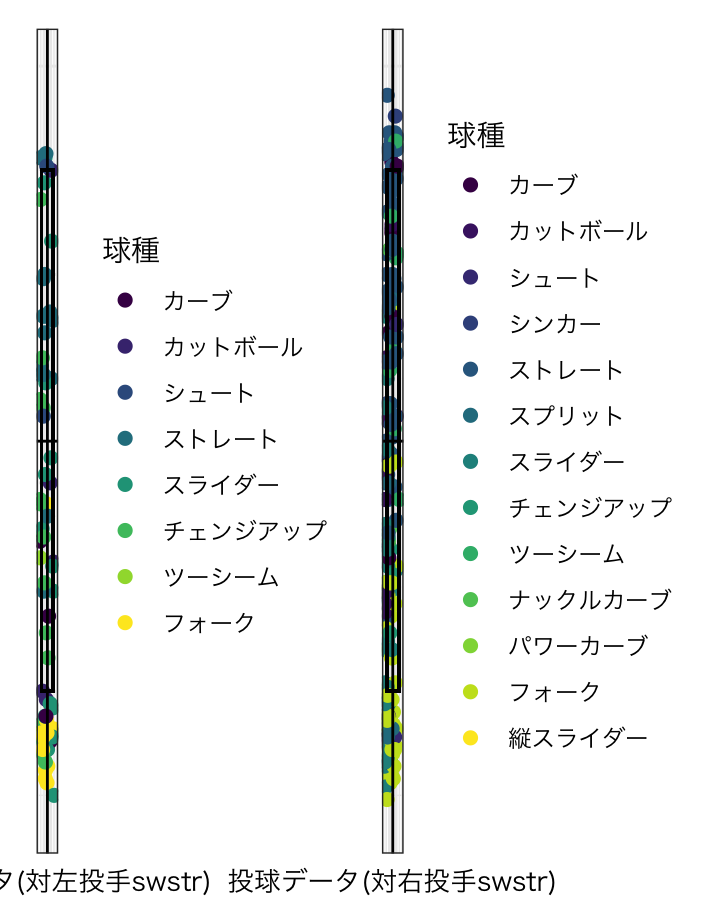 球種
カーブ
カットボール
シュート
ストレート
スライダー
チェンジアップ
ツーシーム
フォーク
球種
カーブ
カットボール
シュート
シンカー
ストレート
スプリット
スライダー
チェンジアップ
ツーシーム
ナックルカーブ
パワーカーブ
フォーク
縦スライダー
タ(対左投手swstr)
投球データ(対右投手swstr)